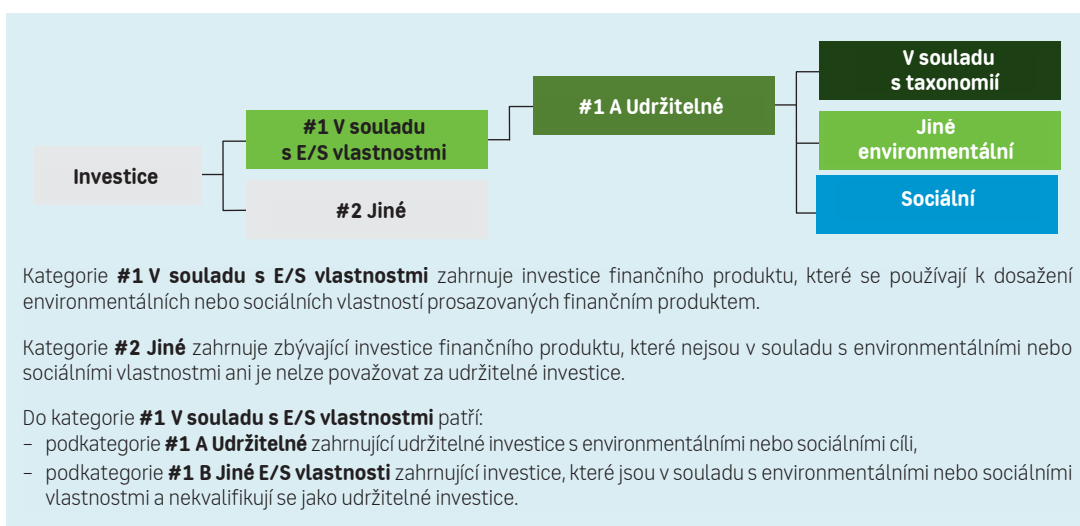 V souladu
s taxonomií
#1 A Udržitelné
#1 V souladu
s E/S vlastnostmi
Jiné
environmentální
Investice
Sociální
#2 Jiné
Kategorie #1 V souladu s E/S vlastnostmi zahrnuje investice finančního produktu, které se používají k dosažení
environmentálních nebo sociálních vlastností prosazovaných finančním produktem.
Kategorie #2 Jiné zahrnuje zbývající investice finančního produktu, které nejsou v souladu s environmentálními nebo
sociálními vlastnostmi ani je nelze považovat za udržitelné investice.
Do kategorie #1 V souladu s E/S vlastnostmi patří:
– podkategorie #1 A Udržitelné zahrnující udržitelné investice s environmentálními nebo sociálními cíli,
– podkategorie #1 B Jiné E/S vlastnosti zahrnující investice, které jsou v souladu s environmentálními nebo sociálními
vlastnostmi a nekvalifikují se jako udržitelné investice.